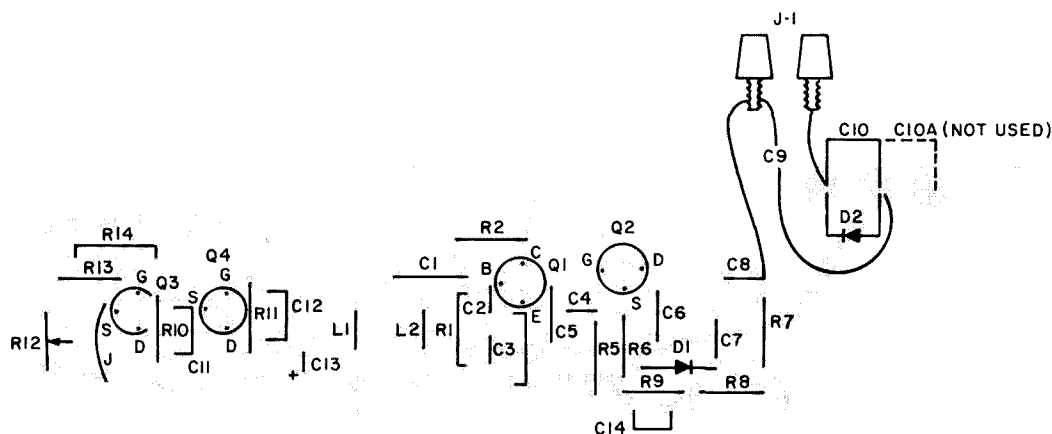 J-1
C10
C10A (NOT USED)
C9
D2
R14
R2
Q2
R13
G
Q3
Q4
G
C1
B
C
Q1
G
D
C8
S
R10
S
R11
C12
L1
L2
R1
C2
E
C4
S
C6
R7
R12
J
D
C11
D
+
C13
C3
C5
R5
R6
D1
C7
R9
R8
C14